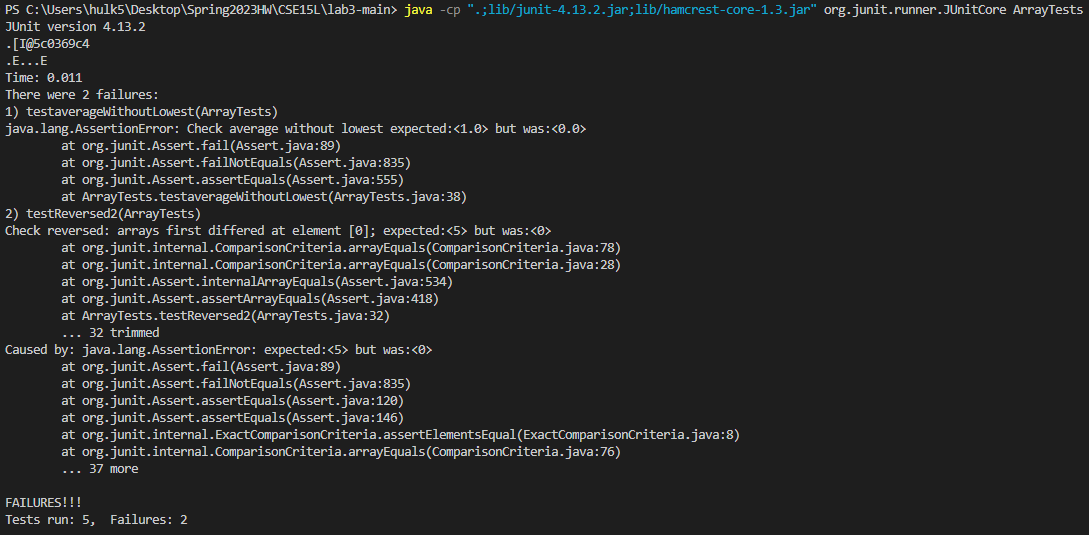 PS C:\Users\hulk5\Desktop\Spring2023HW\CSE15L\lab3-main> java -cp ".;lib/junit-4.13.2.jar;lib/hamcrest-core-1.3.jar" org.junit.runner.JUnitCore ArrayTests
JUnit version 4.13.2
.[I@5c0369c4
.E...E
Time: 0.011
There were 2 failures:
1) testaverageWithoutLowest(ArrayTests)
java.lang.AssertionError: Check average without lowest expected:<1.0> but was:<0.0>
        at org.junit.Assert.fail(Assert.java:89)
        at org.junit.Assert.failNotEquals(Assert.java:835)
        at org.junit.Assert.assertEquals(Assert.java:555)
        at ArrayTests.testaverageWithoutLowest(ArrayTests.java:38)
2) testReversed2(ArrayTests)
Check reversed: arrays first differed at element [0]; expected:<5> but was:<0>
        at org.junit.internal.ComparisonCriteria.arrayEquals(ComparisonCriteria.java:78)
        at org.junit.internal.ComparisonCriteria.arrayEquals(ComparisonCriteria.java:28)
        at org.junit.Assert.internalArrayEquals(Assert.java:534)
        at org.junit.Assert.assertArrayEquals(Assert.java:418)
        at ArrayTests.testReversed2(ArrayTests.java:32)
        ... 32 trimmed
Caused by: java.lang.AssertionError: expected:<5> but was:<0>
        at org.junit.Assert.fail(Assert.java:89)
        at org.junit.Assert.failNotEquals(Assert.java:835)
        at org.junit.Assert.assertEquals(Assert.java:120)
        at org.junit.Assert.assertEquals(Assert.java:146)
        at org.junit.internal.ExactComparisonCriteria.assertElementsEqual(ExactComparisonCriteria.java:8)
        at org.junit.internal.ComparisonCriteria.arrayEquals(ComparisonCriteria.java:76)
        ... 37 more

FAILURES!!!
Tests run: 5,  Failures: 2